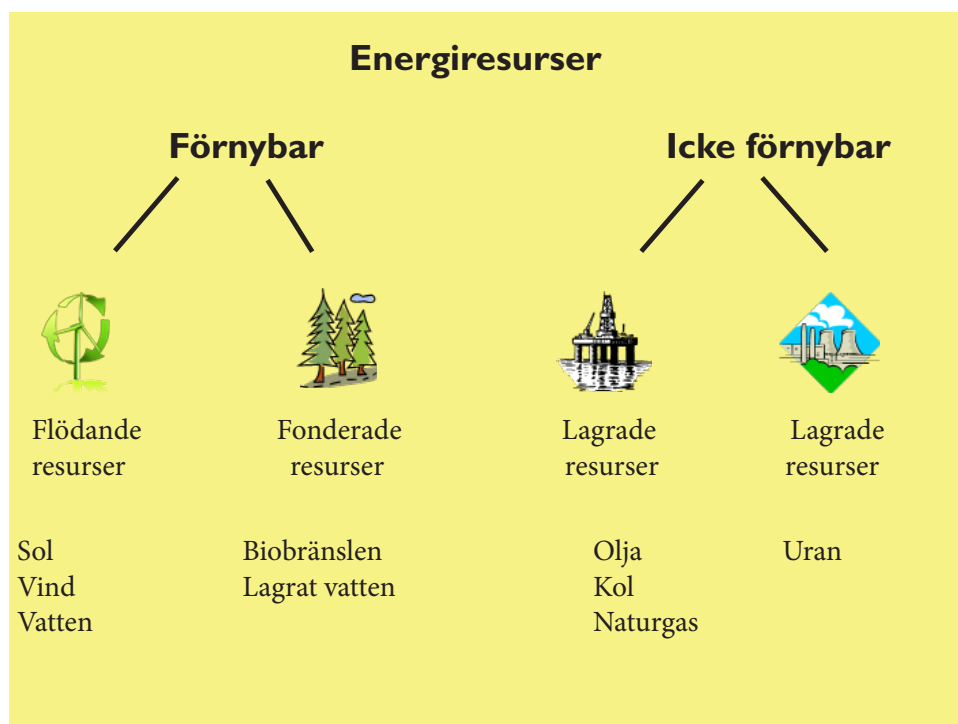 Energiresurser
Förnybar
Icke förnybar
Flödande
resurser
Fonderade
resurser
Lagrade
resurser
Lagrade
resurser
Sol
Vind
Vatten
Biobränslen
Lagrat vatten
Olja
Kol
Naturgas
Uran